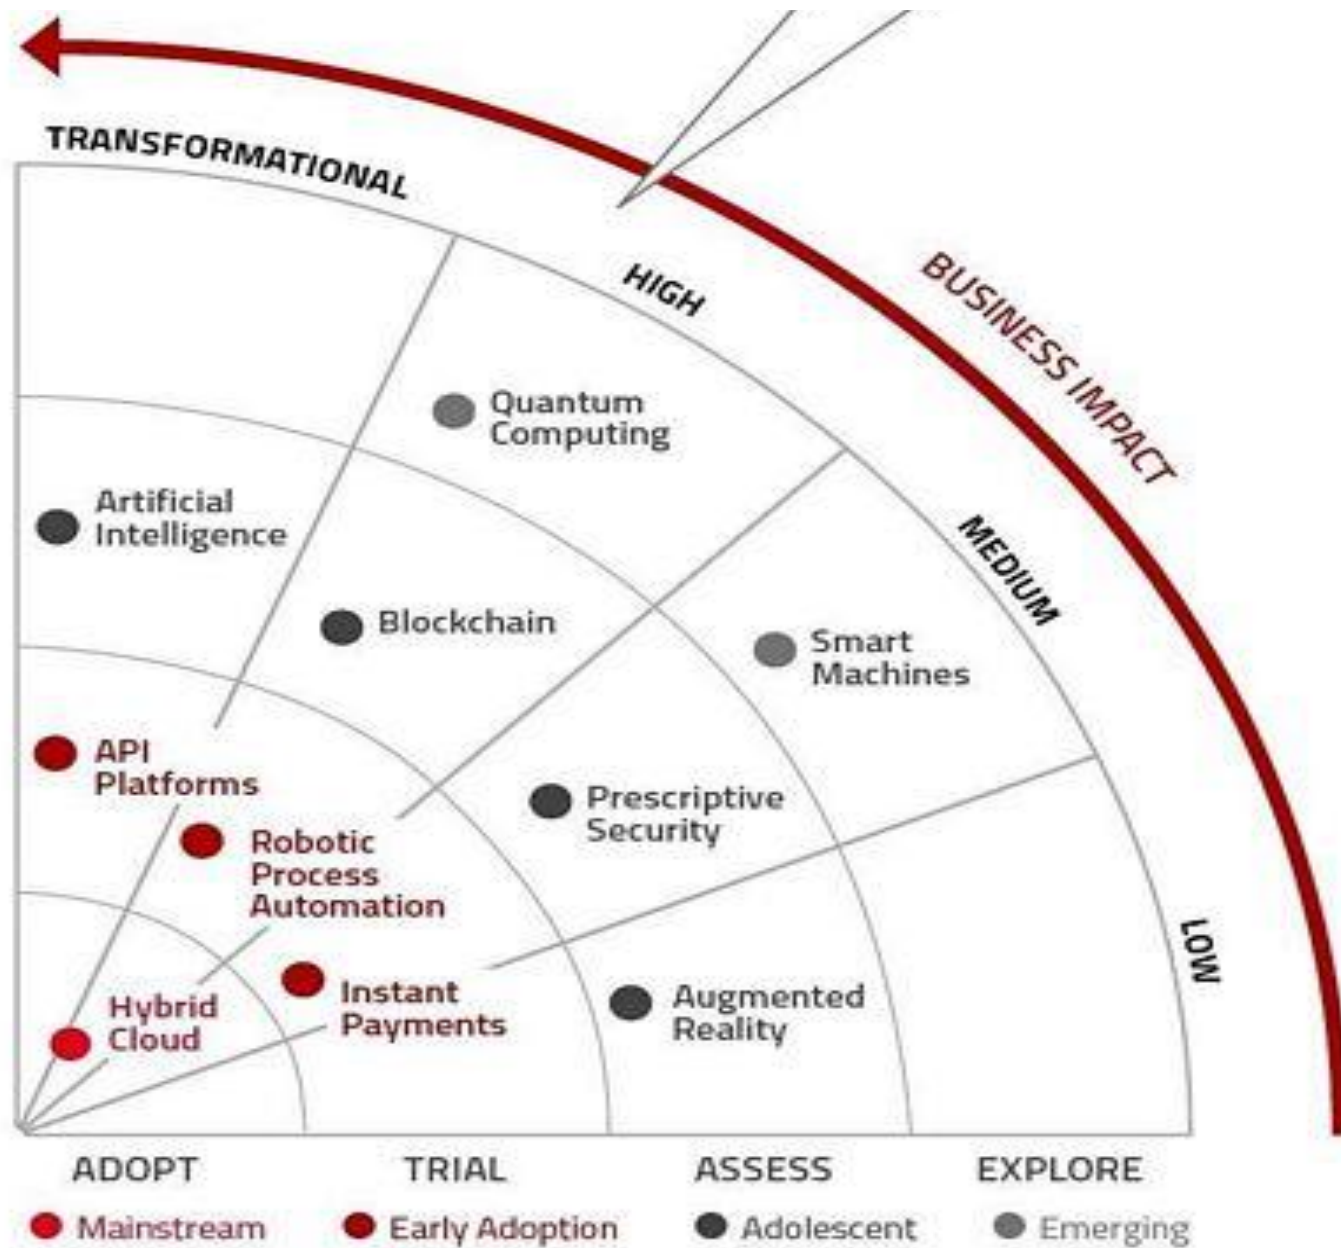 TRANSFORMATIONAL
HIGH
BUSINESS IMPACT
MEDIUM
LOW
Quantum
Computing
Artificial
Intelligence
Blockchain
Smart
Machines
API
Platforms
Prescriptive
Security
Robotic
Process
Automation
Instant
Payments
Augmented
Reality
Hybrid
Cloud
ADOPT TRIAL ASSESS EXPLORE
Mainstream Early Adoption Adolescent Emerging